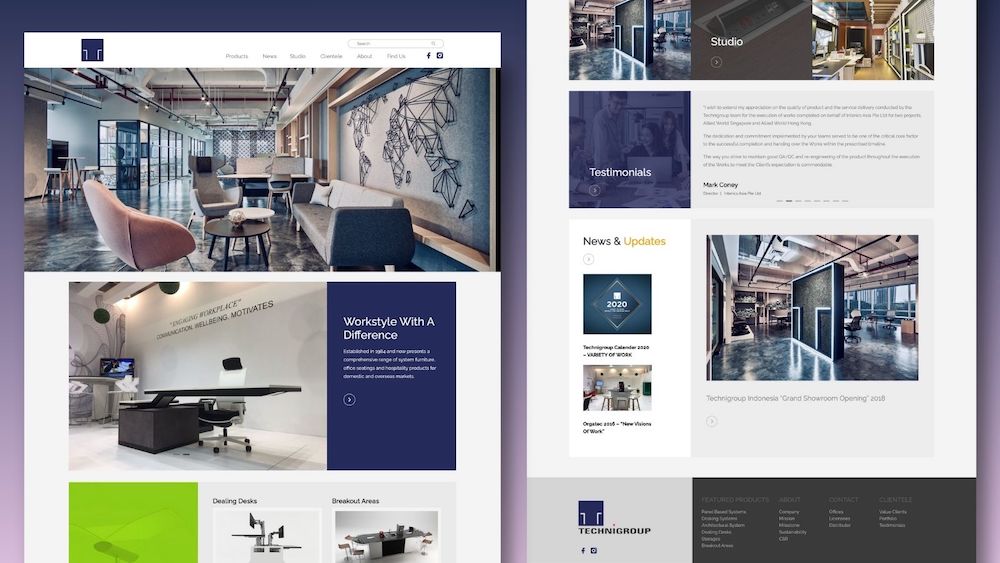 Search
Products News Studio Clientele About Find Us
"ENGAGING WORKPLACE"
COMMUNICATION. WELLBEING. MOTIVATES
Workstyle With A
Difference
Established in 1984 and now presents a
comprehensive range of system furniture,
office seatings and hospitality products for
domestic and overseas markets.
Dealing Desks
Breakout Areas
Studio
Testimonials
"I wish to extend my appreciation on the quality of product and the service delivery conducted by the
Technigroup team for the execution of works completed on behalf of Interics Asia Pte Ltd for two projects,
Allied World Singapore and Allied World Hong Kong.
The dedication and commitment implemented by your teams served to be one of the critical core factor
to the successful completion and handing over the Works within the prescribed timeline.
The way you strive to maintain good QA/QC and re-engineering of the product throughout the execution
of the Works to meet the Client's expectation is commendable.
Mark Coney
Director | Interics Asia Pte Ltd
News & Updates
2020
Technigroup Calendar 2020
– VARIETY OF WORK
Orgatec 2016 – "New Visions
Of Work"
Technigroup Indonesia "Grand Showroom Opening" 2018
TECHNIGROUP
FEATURED PRODUCTS
Panel Based Systems
Desking Systems
Architectural System
Dealing Desks
Storages
Breakout Areas
ABOUT
Company
Mission
Milestone
Sustainability
CSR
CONTACT
Offices
Licensees
Distributor
CLIENTELE
Value Clients
Portfolio
Testimonials